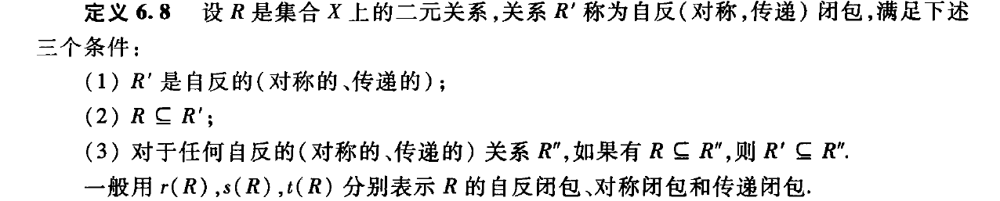 定义 6.8 设 R 是集合 X 上的二元关系,关系 R′ 称为自反(对称,传递) 闭包,满足下述
三个条件:
(1) R′ 是自反的(对称的、传递的);
(2) R ⊆ R′;
(3) 对于任何自反的(对称的、传递的) 关系 R″,如果有 R ⊆ R″,则 R′ ⊆ R″.
一般用 r(R),s(R),t(R) 分别表示 R 的自反闭包、对称闭包和传递闭包.